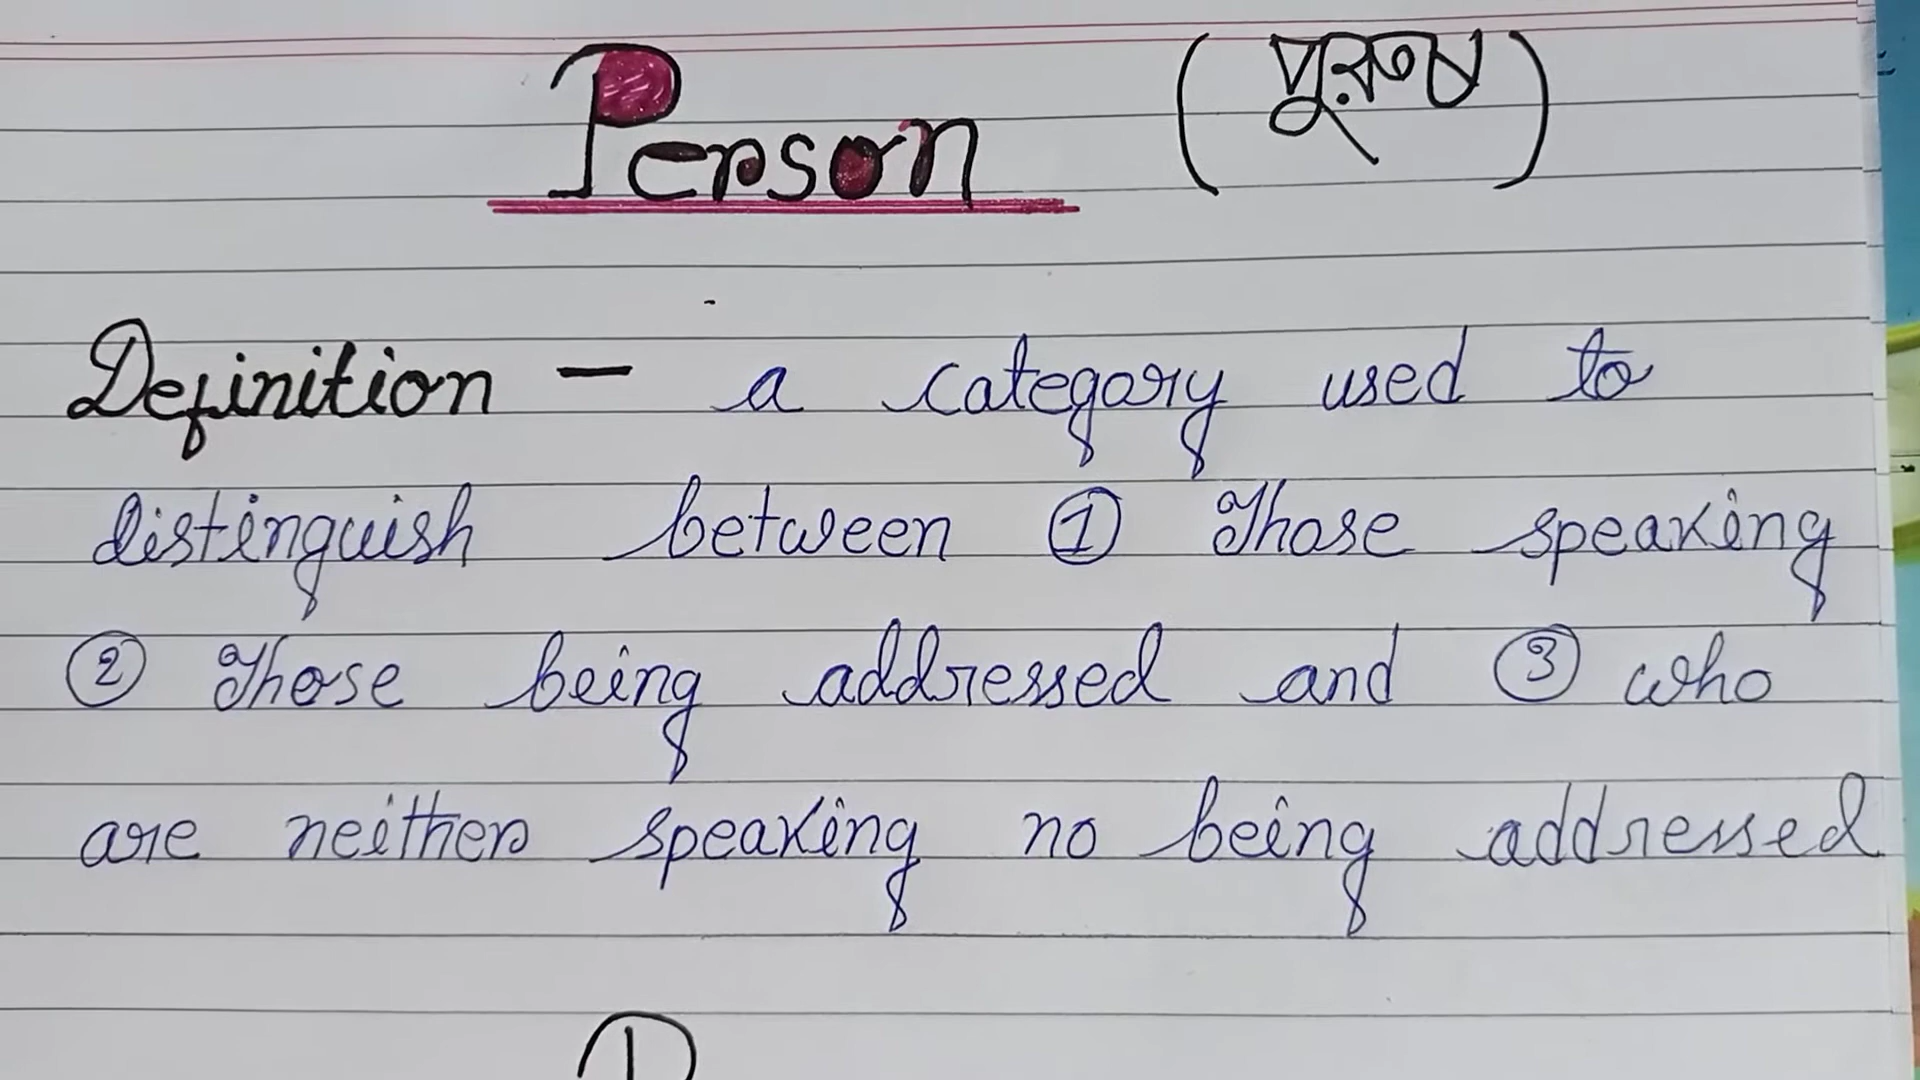 Person (পুরুষ)
Definition — a category used to
distinguish between ① Those speaking
② Those being addressed and ③ who
are neither speaking no being addressed